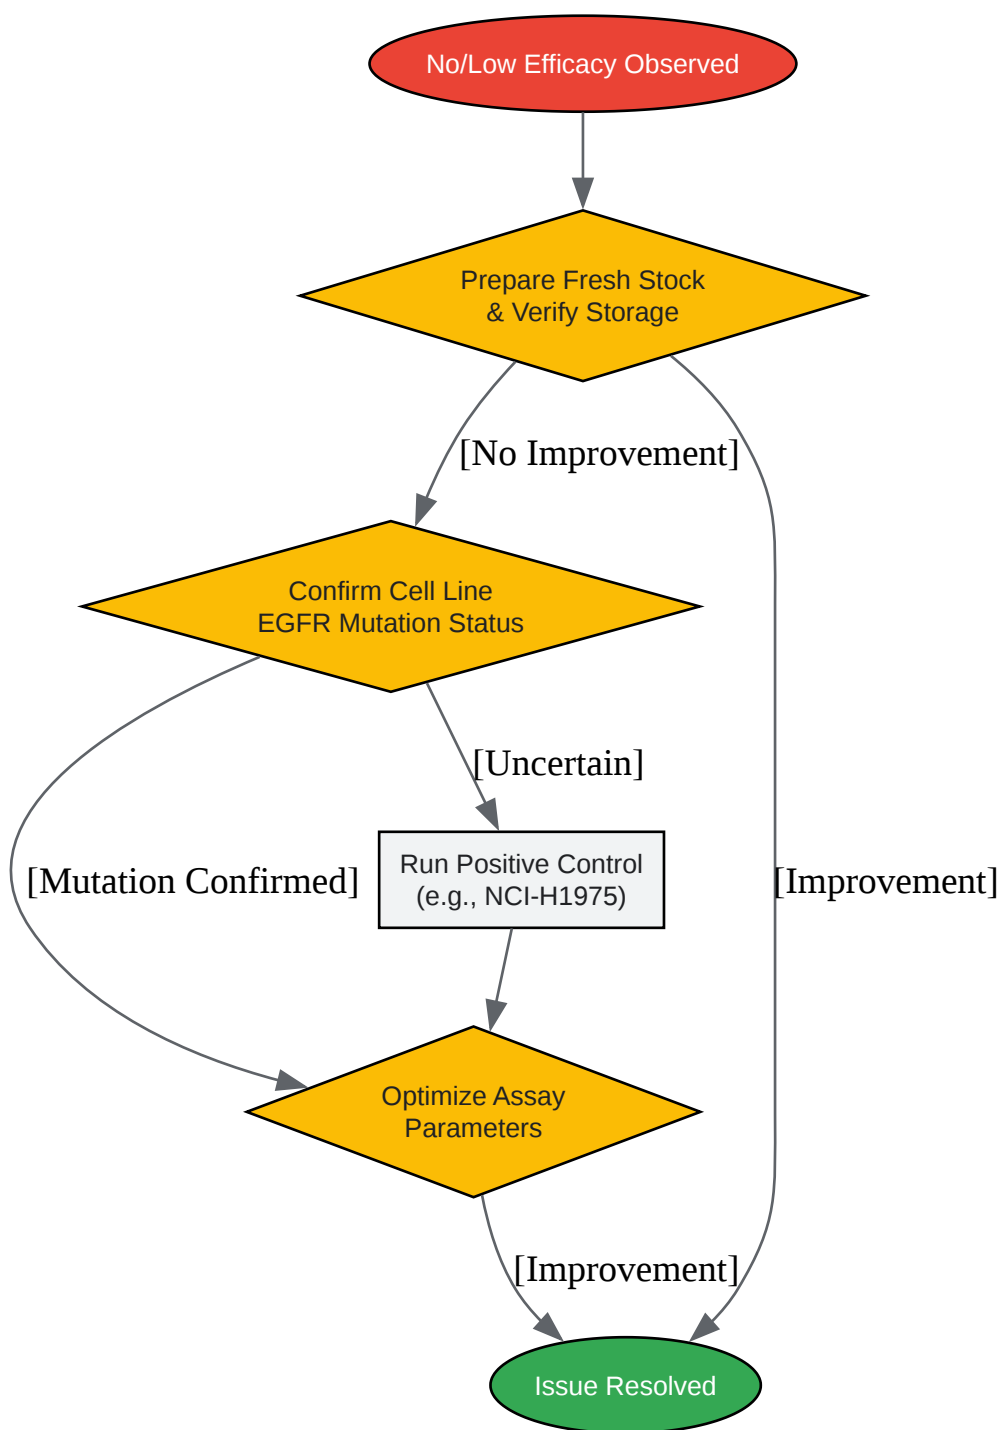 No/Low Efficacy Observed
Prepare Fresh Stock
& Verify Storage
[No Improvement]
Confirm Cell Line
EGFR Mutation Status
[Uncertain]
Run Positive Control
(e.g., NCI-H1975)
[Mutation Confirmed]
[Improvement]
Optimize Assay
Parameters
[Improvement]
Issue Resolved